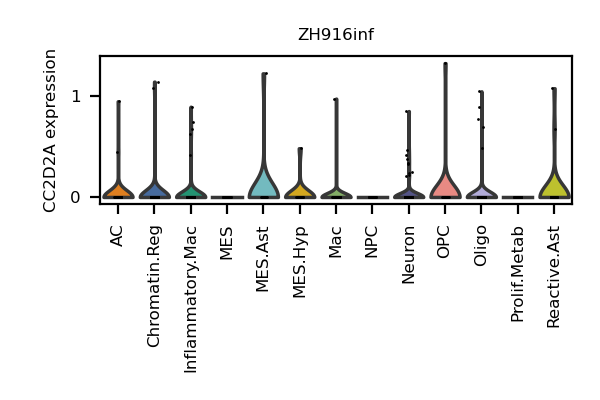 ZH916inf
CC2D2A expression
1
0
AC
Chromatin.Reg
Inflammatory.Mac
MES
MES.Ast
MES.Hyp
Mac
NPC
Neuron
OPC
Oligo
Prolif.Metab
Reactive.Ast